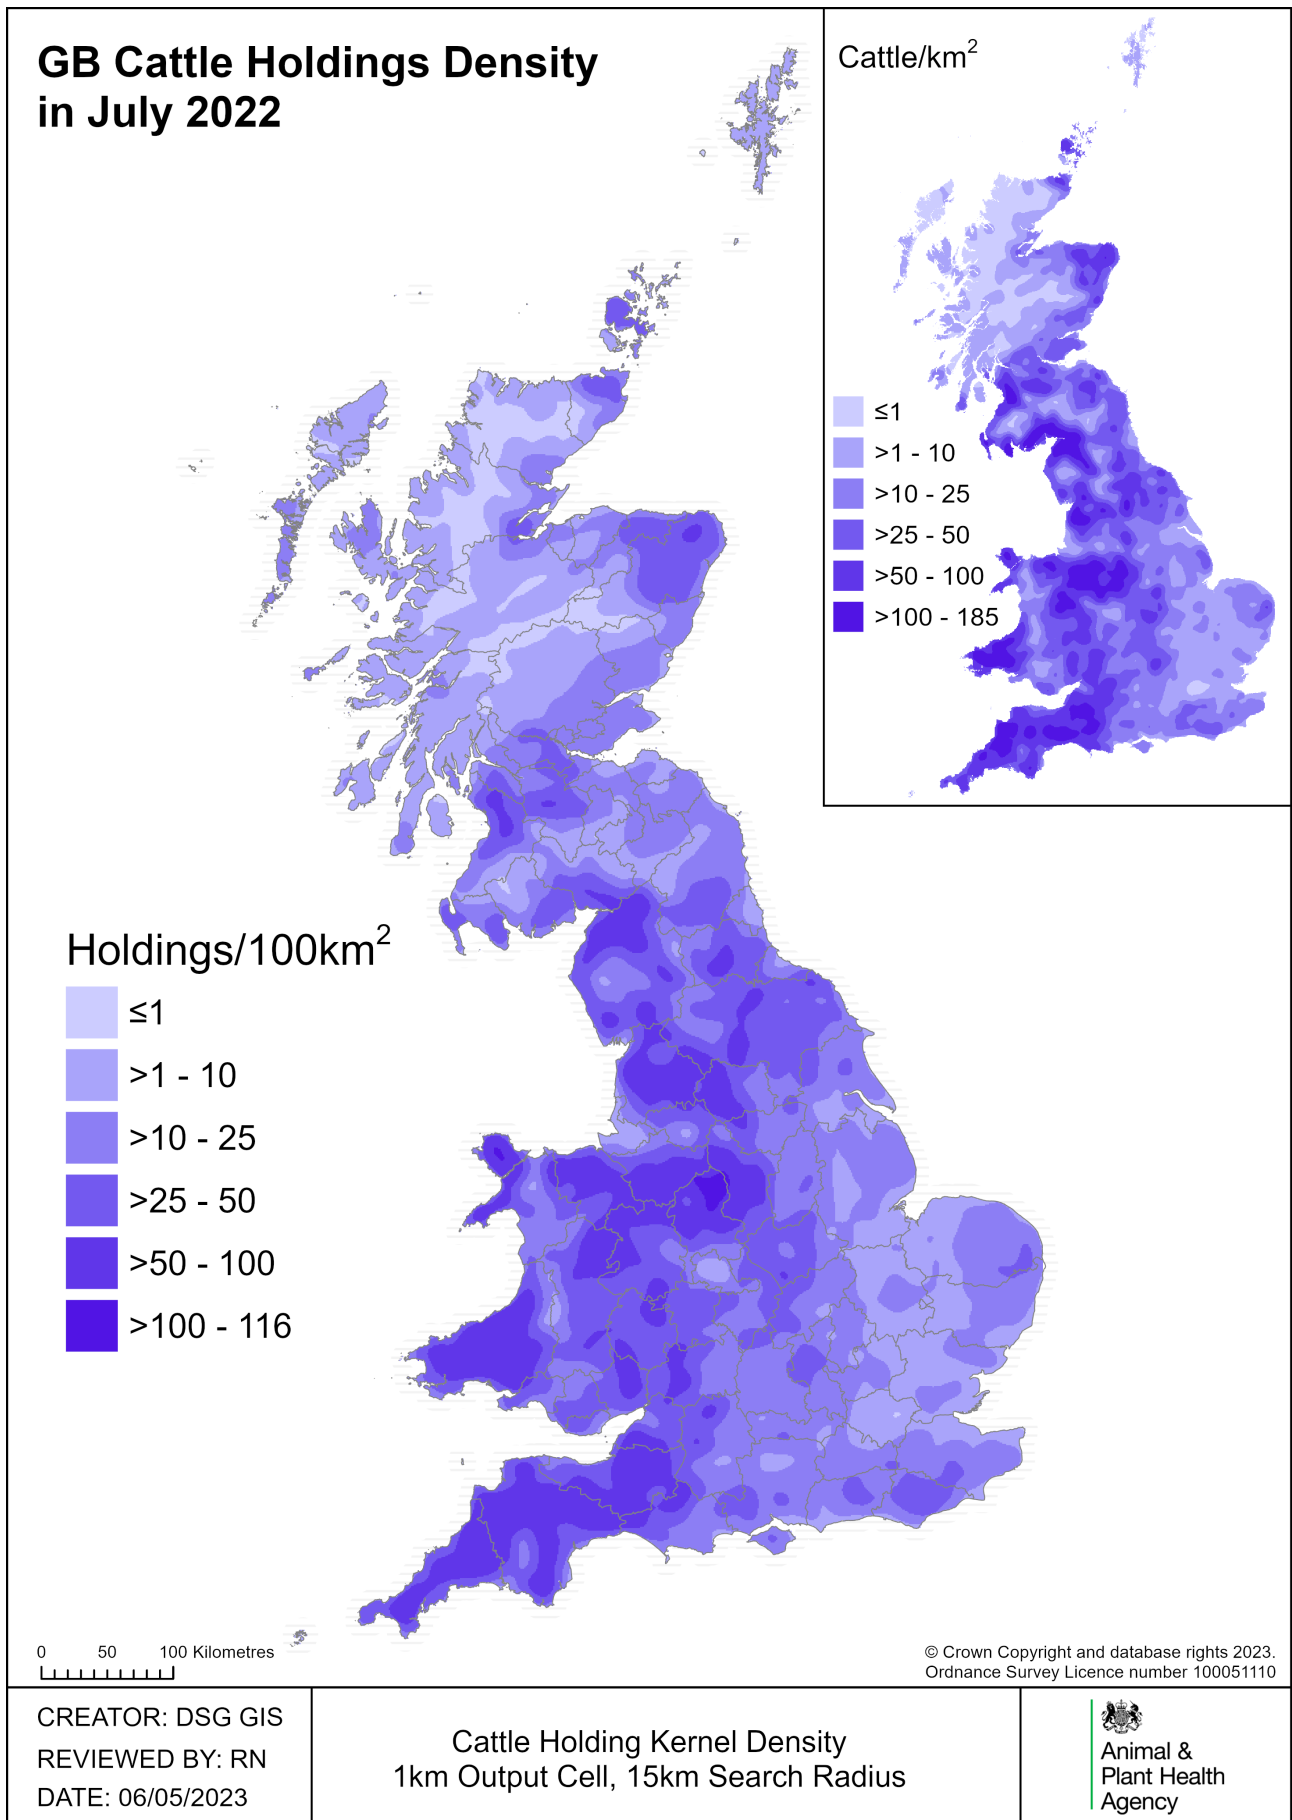 GB Cattle Holdings Density
in July 2022
Cattle/km²
≤1
>1 - 10
>10 - 25
>25 - 50
>50 - 100
>100 - 185
Holdings/100km²
≤1
>1 - 10
>10 - 25
>25 - 50
>50 - 100
>100 - 116
0 50 100 Kilometres
© Crown Copyright and database rights 2023.
Ordnance Survey Licence number 100051110
CREATOR: DSG GIS
REVIEWED BY: RN
DATE: 06/05/2023
Cattle Holding Kernel Density
1km Output Cell, 15km Search Radius
Animal &
Plant Health
Agency